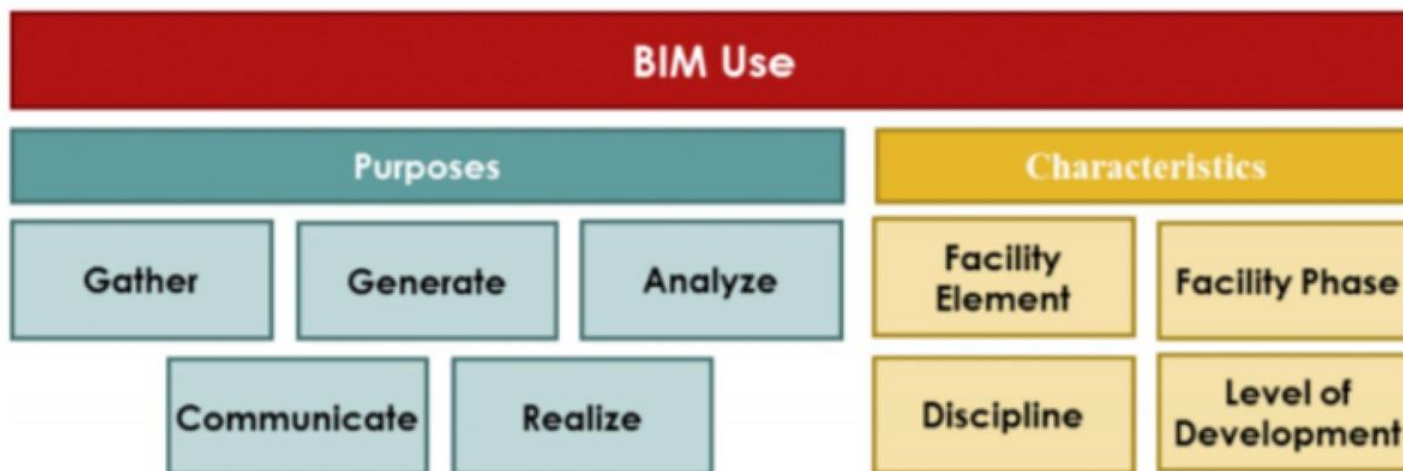 BIM Use
Purposes
Characteristics
Gather
Generate
Analyze
Facility
Element
Facility Phase
Communicate
Realize
Discipline
Level of
Development